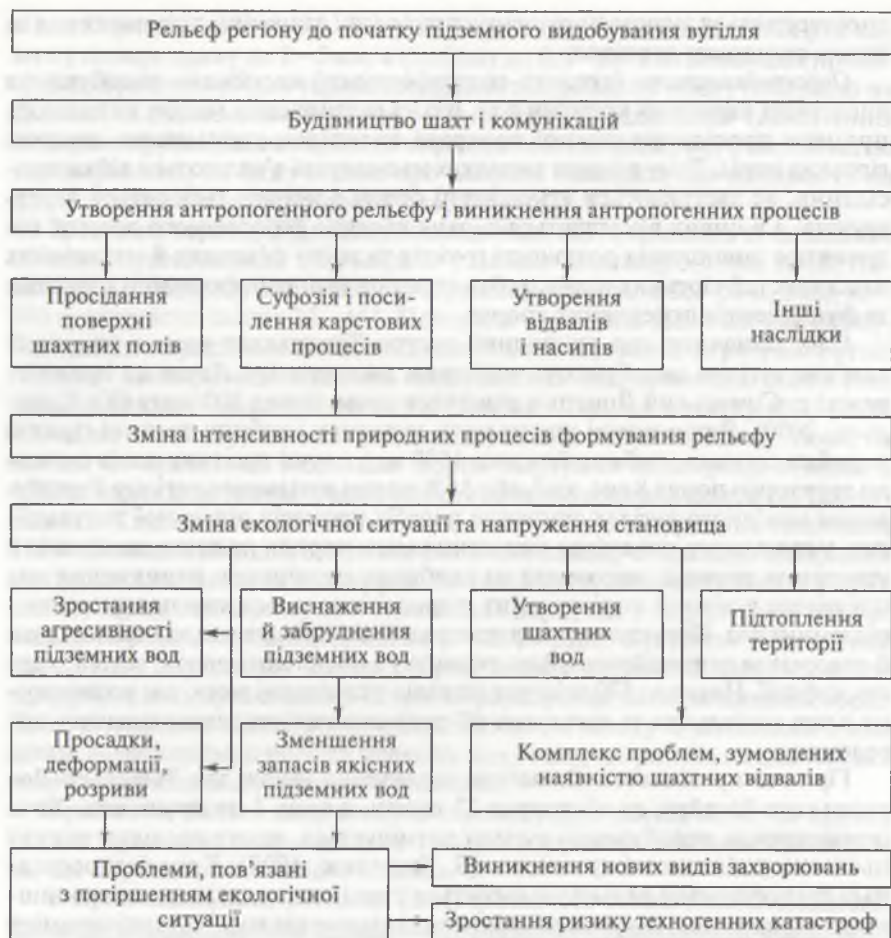 Рельєф регіону до початку підземного видобування вугілля
Будівництво шахт і комунікацій
Утворення антропогенного рельєфу і виникнення антропогенних процесів
Просідання
поверхні
шахтних полів
Суфозія і поси-
лення карстових
процесів
Утворення
відвалів
і насипів
Інші
наслідки
Зміна інтенсивності природних процесів формування рельєфу
Зміна екологічної ситуації та напруження становища
Зростання
агресивності
підземних вод
Виснаження
й забруднення
підземних вод
Утворення
шахтних
вод
Підтоплення
території
Просадки,
деформації,
розриви
Зменшення
запасів якісних
підземних вод
Комплекс проблем, зумовлених
наявністю шахтних відвалів
Проблеми, пов’язані
з погіршенням екологічної
ситуації
Виникнення нових видів захворювань
Зростання ризику техногенних катастроф